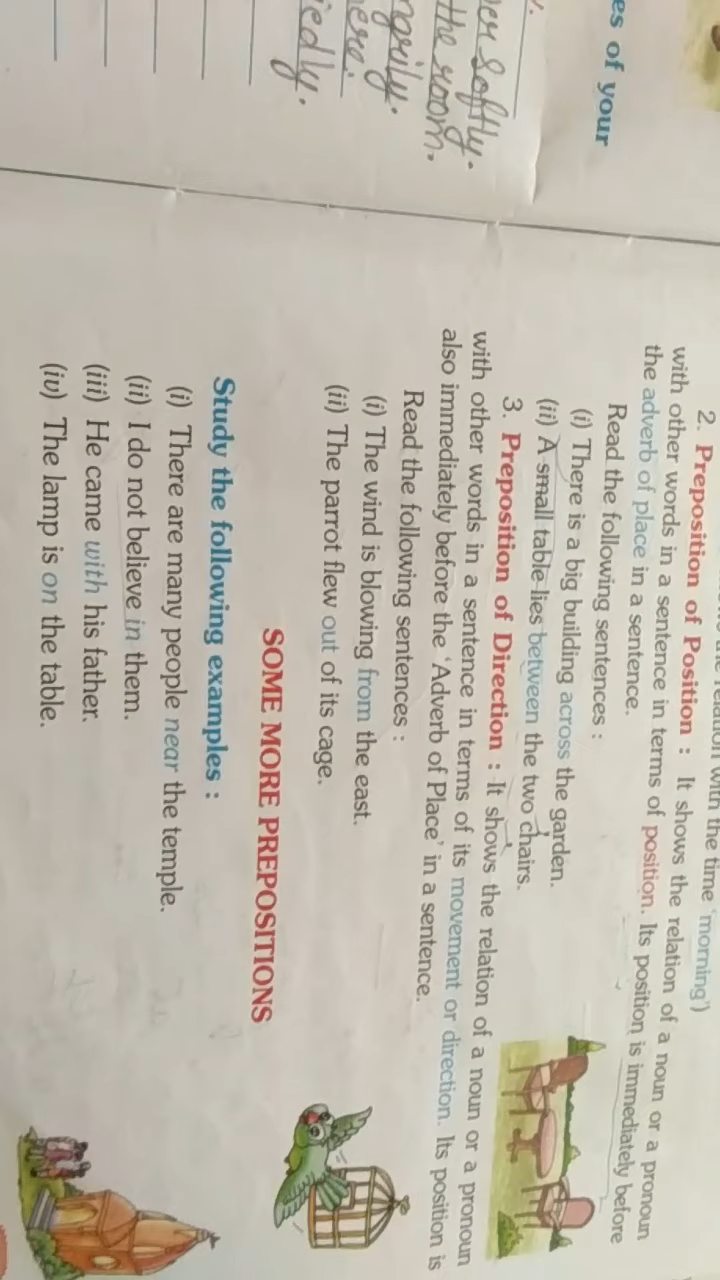 es of your
softly.
the room.
relation with the time 'morning')
2. Preposition of Position : It shows the relation of a noun or a pronoun
with other words in a sentence in terms of position. Its position is immediately before
the adverb of place in a sentence.
Read the following sentences :
(i) There is a big building across the garden.
(ii) A small table lies between the two chairs.
3. Preposition of Direction : It shows the relation of a noun or a pronoun
with other words in a sentence in terms of its movement or direction. Its position is
also immediately before the 'Adverb of Place' in a sentence.
Read the following sentences :
(i) The wind is blowing from the east.
(ii) The parrot flew out of its cage.
SOME MORE PREPOSITIONS
Study the following examples :
(i) There are many people near the temple.
(ii) I do not believe in them.
(iii) He came with his father.
(iv) The lamp is on the table.